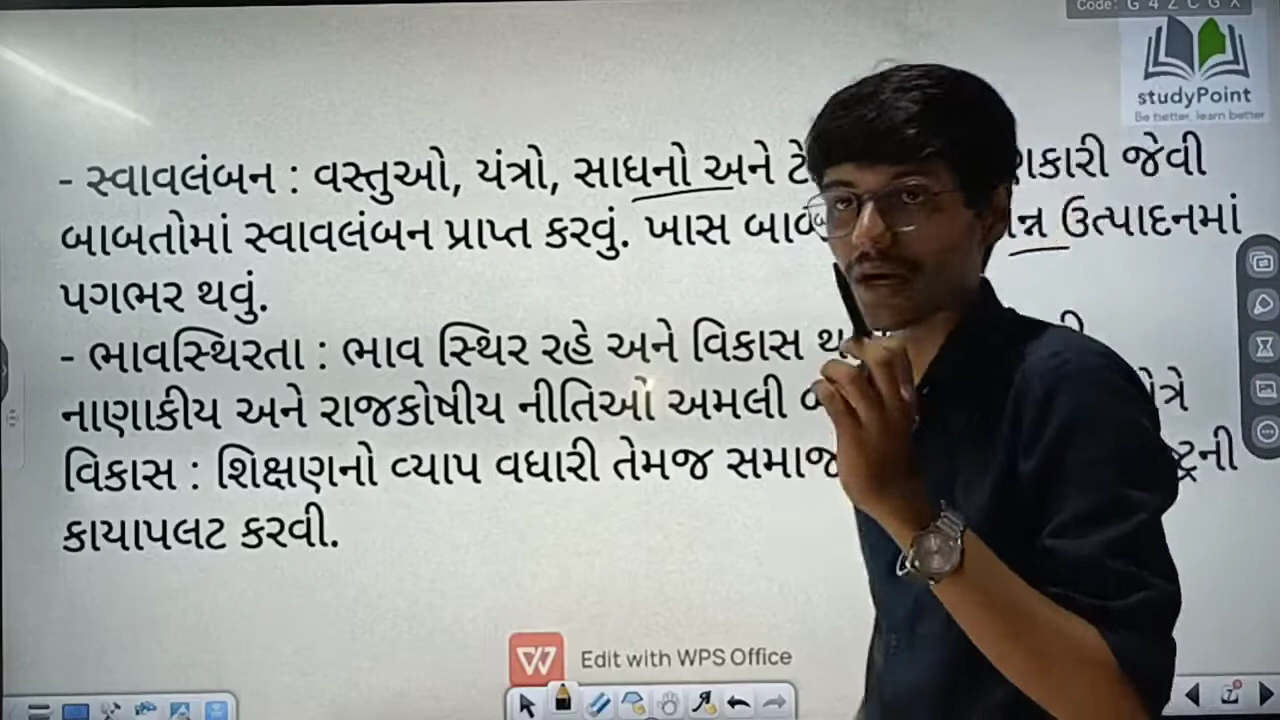 Code: G 4 Z C G X
studyPoint
Be better, learn better
- સ્વાવલંબન : વસ્તુઓ, યંત્રો, સાધનો અને જેવી
બાબતોમાં સ્વાવલંબન પ્રાપ્ત કરવું. ખાસ ઉત્પાદનમાં
પગભર થવું.
- ભાવસ્થિરતા : ભાવ સ્થિર રહે અને વિકાસ
નાણાકીય અને રાજકોષીય નીતિઓ અમલી
વિકાસ : શિક્ષણનો વ્યાપ વધારી તેમજ
કાયાપલટ કરવી.
Edit with WPS Office